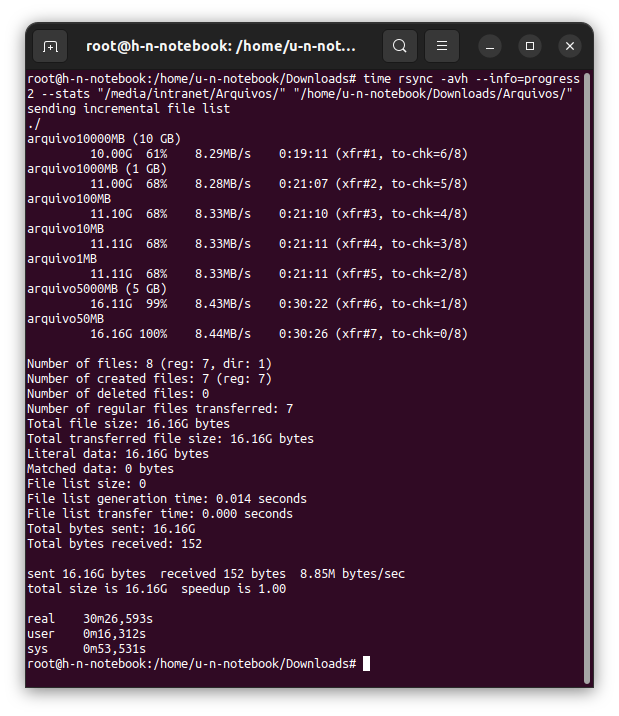 root@h-n-notebook: /home/u-n-not...
root@h-n-notebook:/home/u-n-notebook/Downloads# time rsync -avh --info=progress
2 --stats "/media/intranet/Arquivos/" "/home/u-n-notebook/Downloads/Arquivos/"
sending incremental file list
./
arquivo10000MB (10 GB)
         10.00G  61%    8.29MB/s    0:19:11 (xfr#1, to-chk=6/8)
arquivo1000MB (1 GB)
         11.00G  68%    8.28MB/s    0:21:07 (xfr#2, to-chk=5/8)
arquivo100MB
         11.10G  68%    8.33MB/s    0:21:10 (xfr#3, to-chk=4/8)
arquivo10MB
         11.11G  68%    8.33MB/s    0:21:11 (xfr#4, to-chk=3/8)
arquivo1MB
         11.11G  68%    8.33MB/s    0:21:11 (xfr#5, to-chk=2/8)
arquivo5000MB (5 GB)
         16.11G  99%    8.43MB/s    0:30:22 (xfr#6, to-chk=1/8)
arquivo50MB
         16.16G 100%    8.44MB/s    0:30:26 (xfr#7, to-chk=0/8)

Number of files: 8 (reg: 7, dir: 1)
Number of created files: 7 (reg: 7)
Number of deleted files: 0
Number of regular files transferred: 7
Total file size: 16.16G bytes
Total transferred file size: 16.16G bytes
Literal data: 16.16G bytes
Matched data: 0 bytes
File list size: 0
File list generation time: 0.014 seconds
File list transfer time: 0.000 seconds
Total bytes sent: 16.16G
Total bytes received: 152

sent 16.16G bytes  received 152 bytes  8.85M bytes/sec
total size is 16.16G  speedup is 1.00

real    30m26,593s
user    0m16,312s
sys     0m53,531s
root@h-n-notebook:/home/u-n-notebook/Downloads#